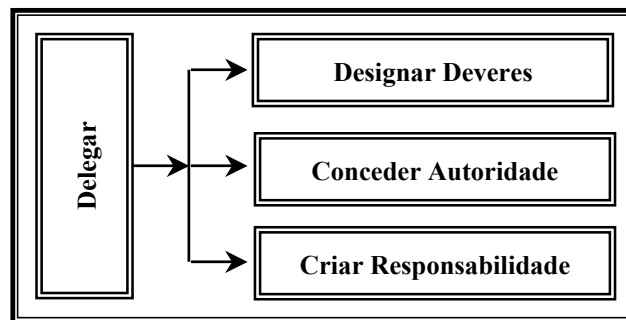 Delegar
Designar Deveres
Conceder Autoridade
Criar Responsabilidade